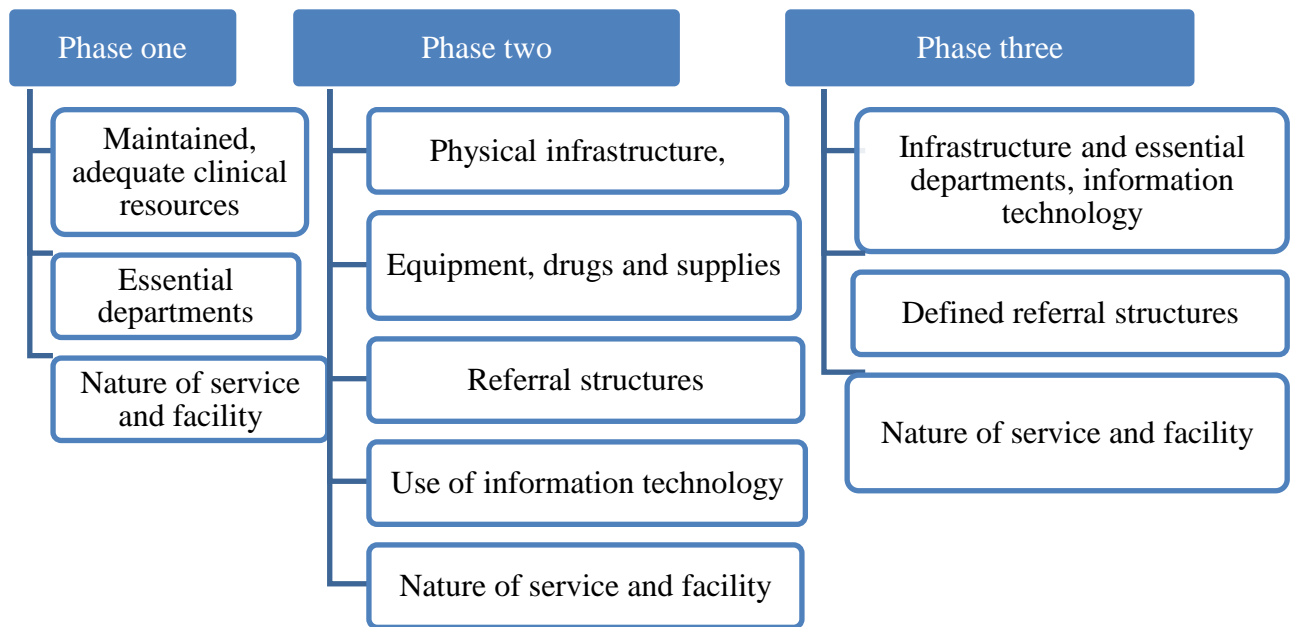 Phase one
Maintained,
adequate clinical
resources
Essential
departments
Nature of service
and facility
Phase two
Physical infrastructure,
Equipment, drugs and supplies
Referral structures
Use of information technology
Nature of service and facility
Phase three
Infrastructure and essential
departments, information
technology
Defined referral structures
Nature of service and facility